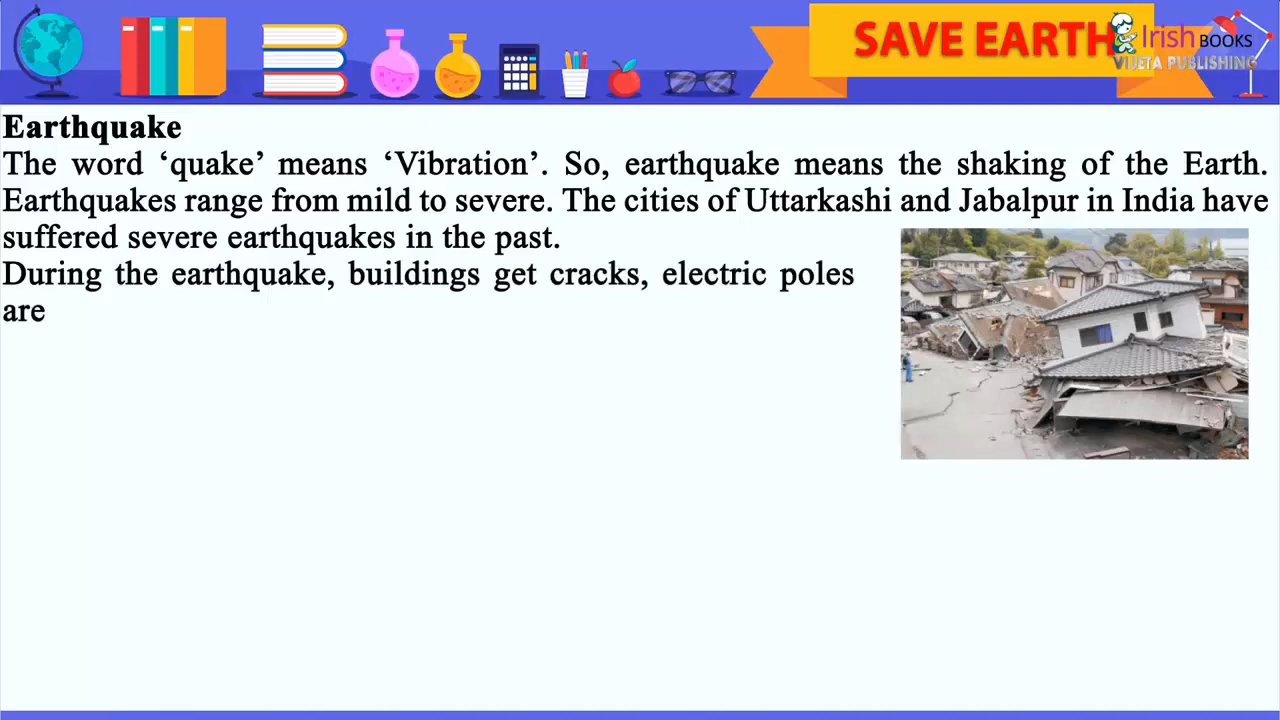 SAVE EARTH
Irish BOOKS
VIJETA PUBLISHING
Earthquake
The word ‘quake’ means ‘Vibration’. So, earthquake means the shaking of the Earth.
Earthquakes range from mild to severe. The cities of Uttarkashi and Jabalpur in India have
suffered severe earthquakes in the past.
During the earthquake, buildings get cracks, electric poles
are